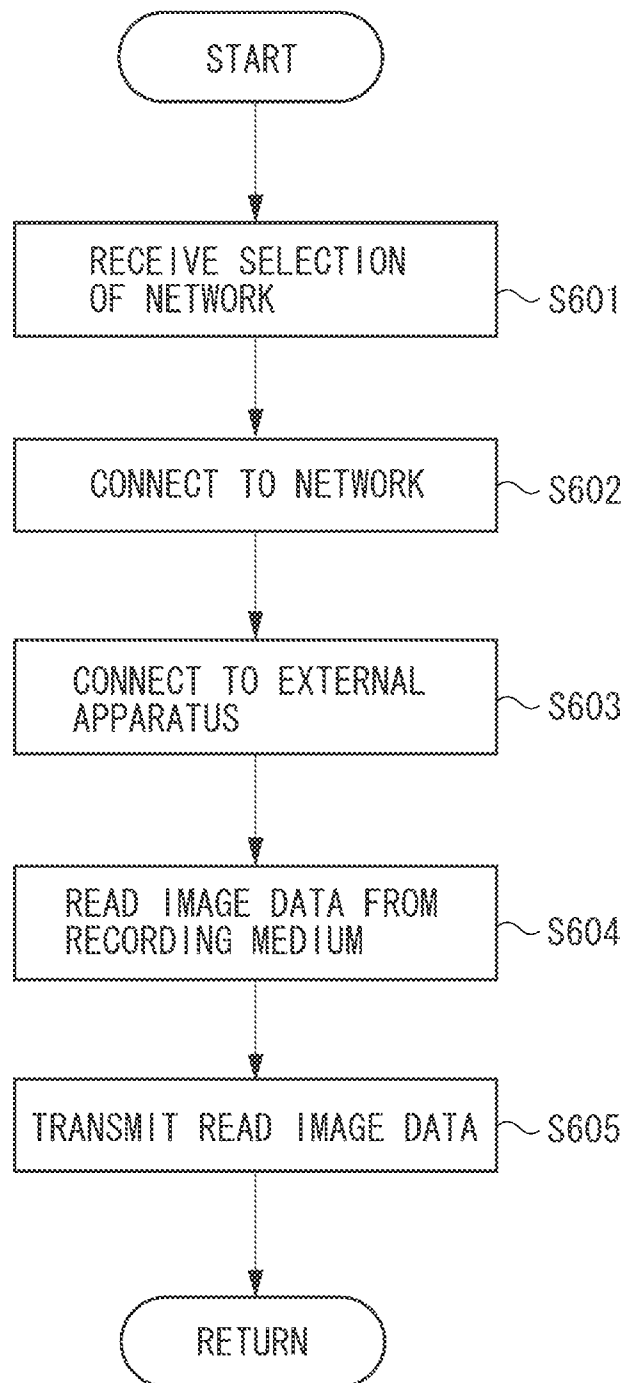 START
RECEIVE SELECTION
OF NETWORK
S601
CONNECT TO NETWORK
S602
CONNECT TO EXTERNAL
APPARATUS
S603
READ IMAGE DATA FROM
RECORDING MEDIUM
S604
TRANSMIT READ IMAGE DATA
S605
RETURN